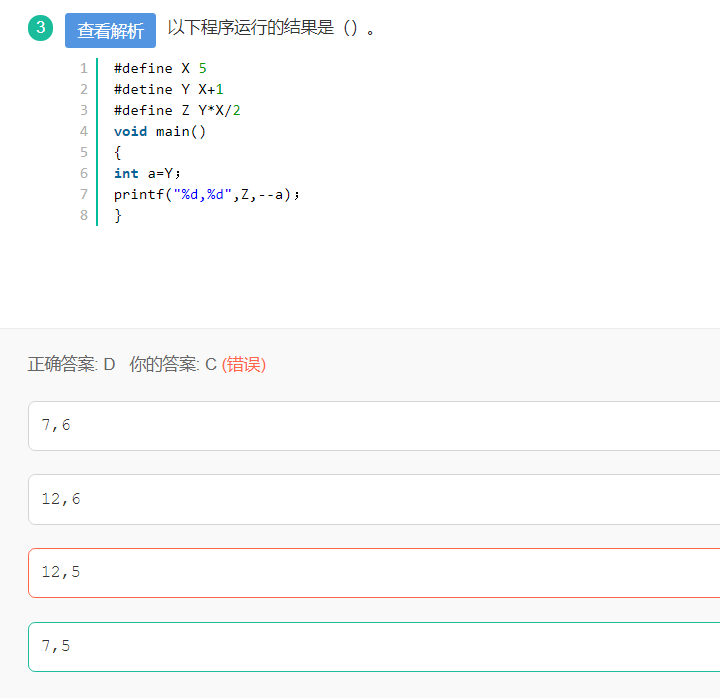 3 查看解析 以下程序运行的结果是（）。
1 #define X 5
2 #detine Y X+1
3 #define Z Y*X/2
4 void main()
5 {
6 int a=Y;
7 printf("%d,%d",Z,--a);
8 }
正确答案: D 你的答案: C (错误)
7,6
12,6
12,5
7,5